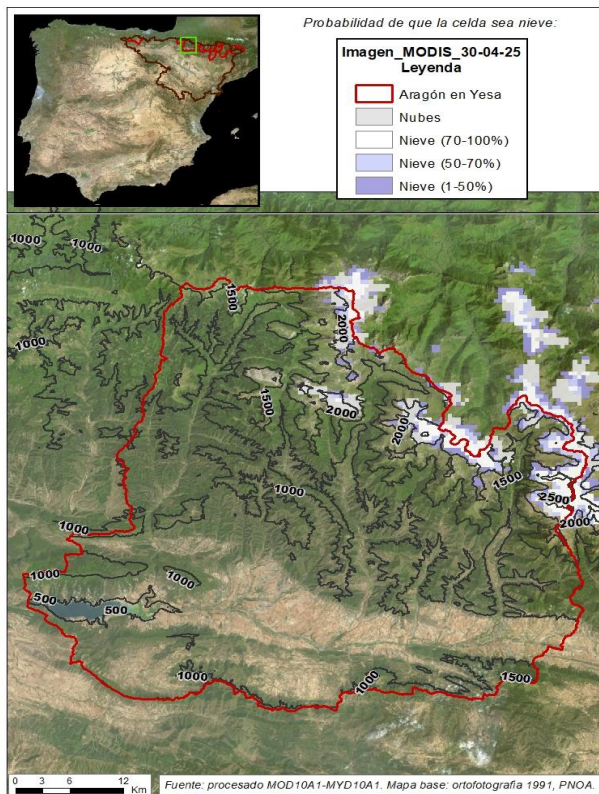 Probabilidad de que la celda sea nieve:
Imagen_MODIS_30-04-25
Leyenda
Aragón en Yesa
Nubes
Nieve (70-100%)
Nieve (50-70%)
Nieve (1-50%)
1000
1000
1500
2000
1000
1500
2000
2000
1500
1000
2500
2000
1000
1000
1000
500
500
1000
1000
1500
0 3 6 12
Km
Fuente: procesado MOD10A1-MYD10A1. Mapa base: ortofotografia 1991, PNOA.